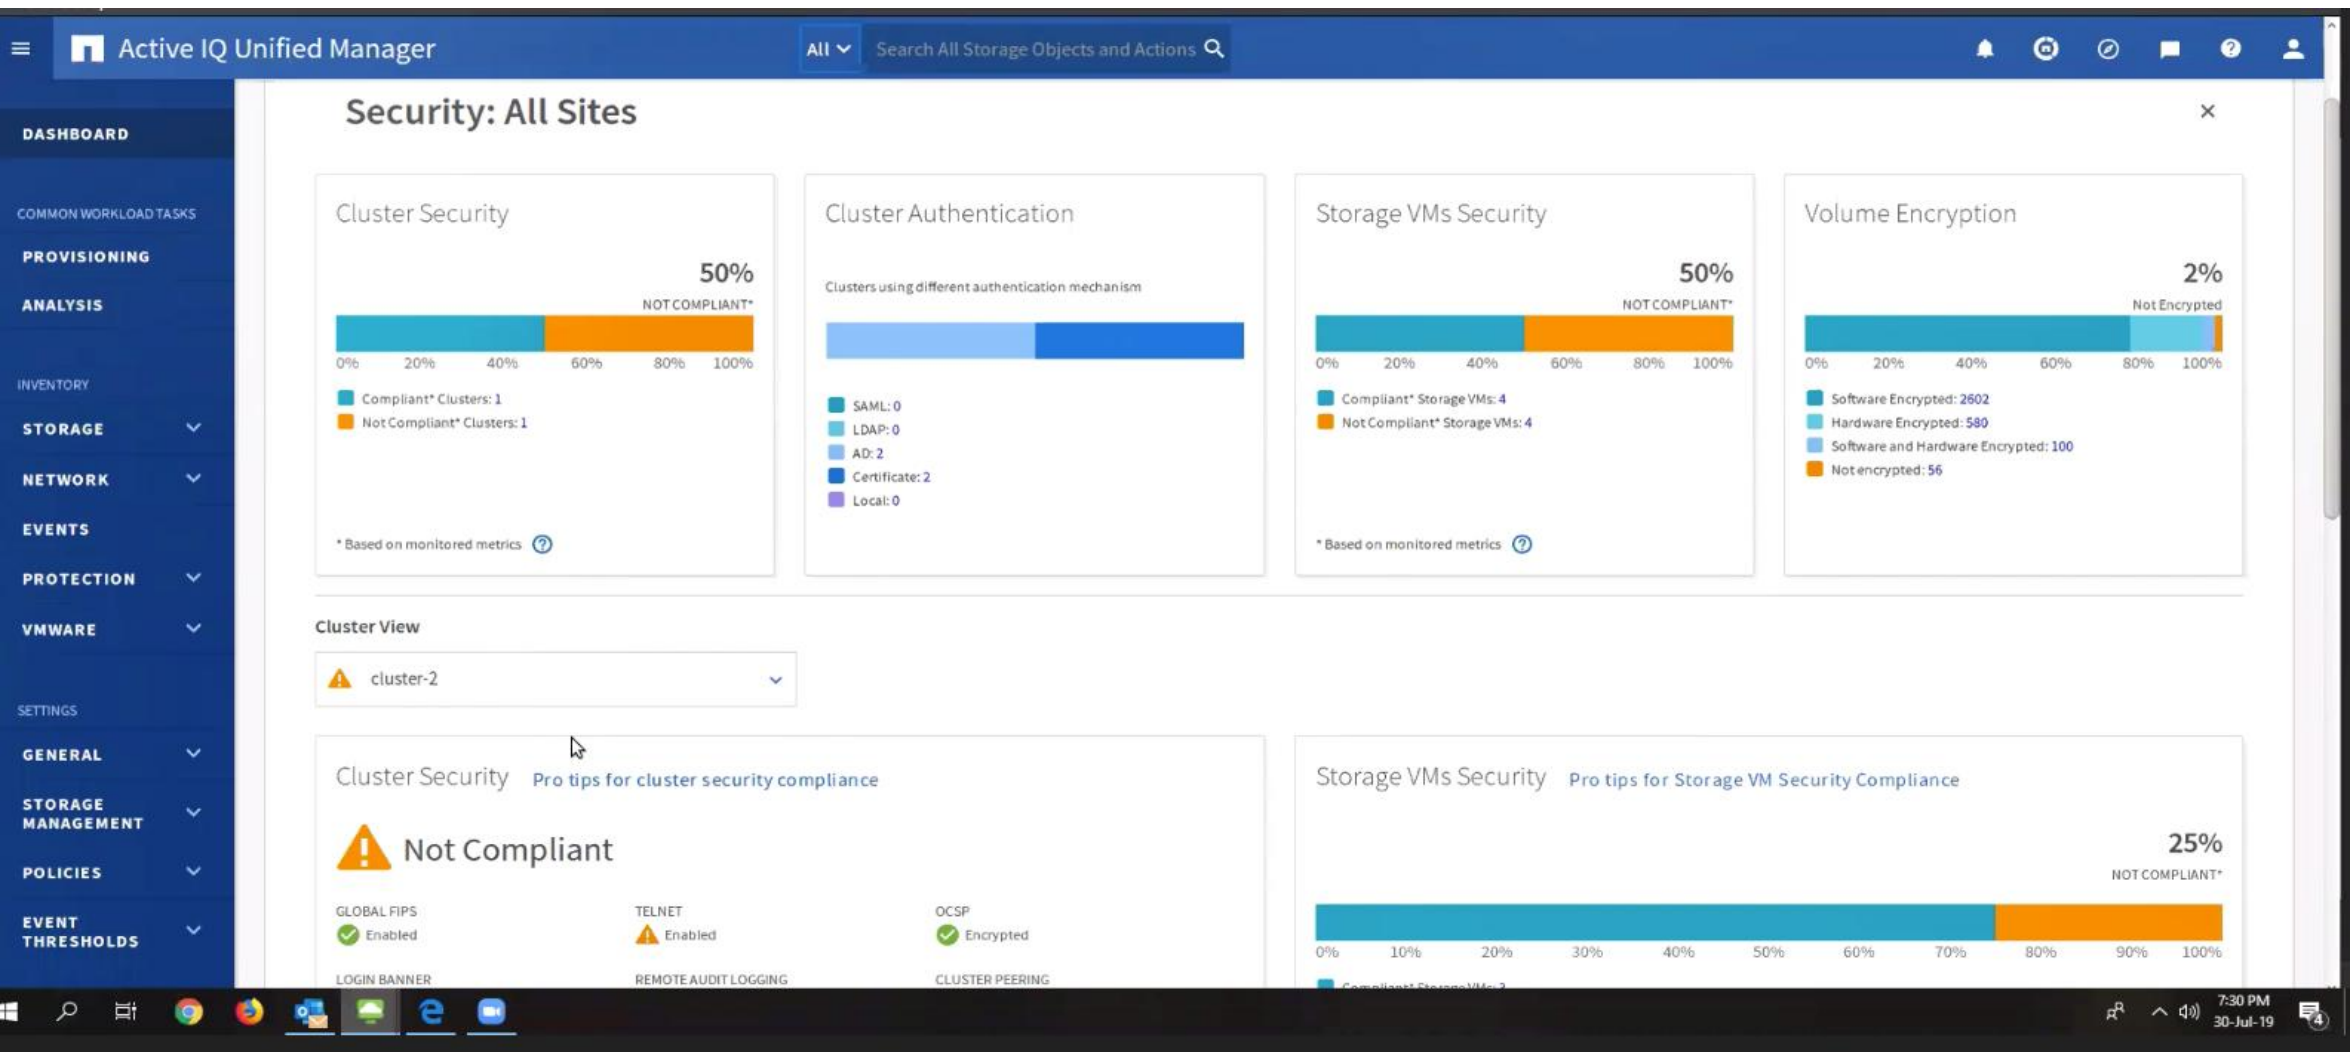 Active IQ Unified Manager
All
Search All Storage Objects and Actions
DASHBOARD
COMMON WORKLOAD TASKS
PROVISIONING
ANALYSIS
INVENTORY
STORAGE
NETWORK
EVENTS
PROTECTION
VMWARE
SETTINGS
GENERAL
STORAGE
MANAGEMENT
POLICIES
EVENT
THRESHOLDS
Security: All Sites
Cluster Security
50%
NOT COMPLIANT*
0% 20% 40% 60% 80% 100%
Compliant* Clusters: 1
Not Compliant* Clusters: 1
* Based on monitored metrics
Cluster Authentication
Clusters using different authentication mechanism
SAML: 0
LDAP: 0
AD: 2
Certificate: 2
Local: 0
Storage VMs Security
50%
NOT COMPLIANT*
0% 20% 40% 60% 80% 100%
Compliant* Storage VMs: 4
Not Compliant* Storage VMs: 4
* Based on monitored metrics
Volume Encryption
2%
Not Encrypted
0% 20% 40% 60% 80% 100%
Software Encrypted: 2602
Hardware Encrypted: 580
Software and Hardware Encrypted: 100
Not encrypted: 56
Cluster View
cluster-2
Cluster Security Pro tips for cluster security compliance
Not Compliant
GLOBAL FIPS TELNET OCSP
Enabled Enabled Encrypted
LOGIN BANNER REMOTE AUDIT LOGGING CLUSTER PEERING
Storage VMs Security Pro tips for Storage VM Security Compliance
25%
NOT COMPLIANT*
0% 10% 20% 30% 40% 50% 60% 70% 80% 90% 100%
Compliant* Storage VMs: 3
7:30 PM
30-Jul-19
4